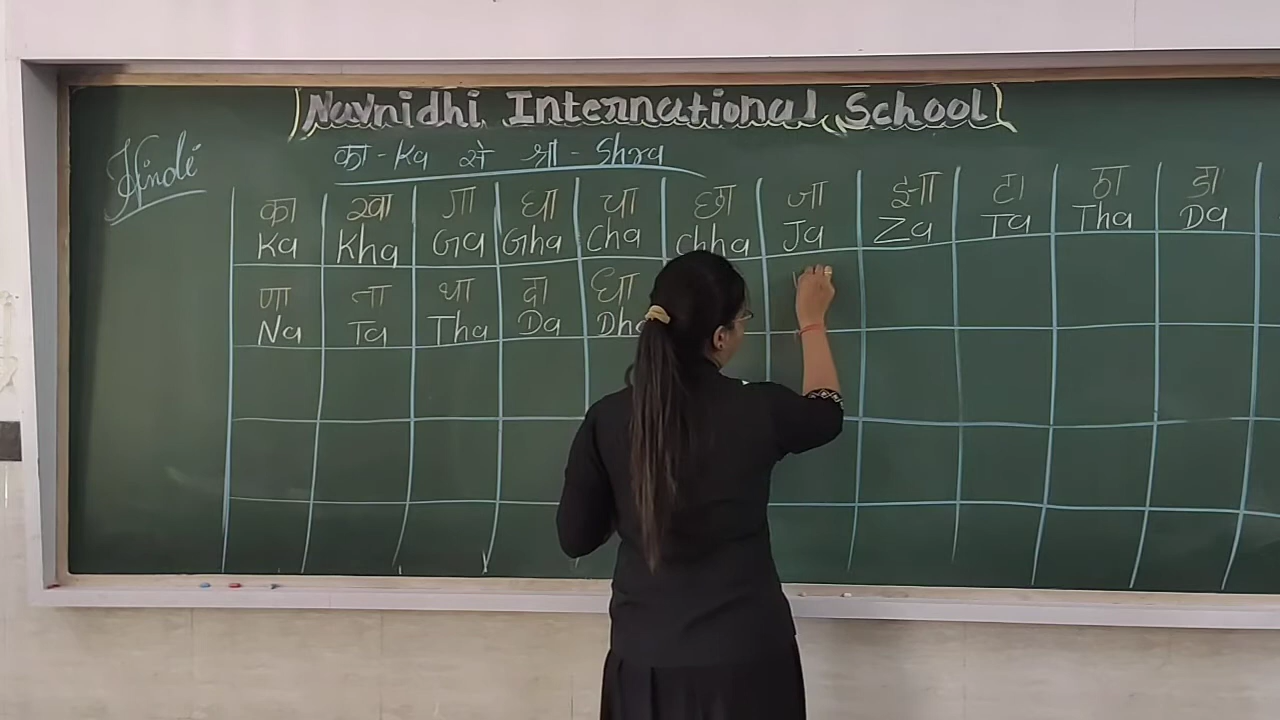 Navnidhi International School
Hindi
का - Ka से श्रा - Shra
का खा गा घा चा छा जा झा टा ठा डा
Ka Kha Ga Gha Cha Chha Ja Za Ta Tha Da
णा ता था दा धा
Na Ta Tha Da Dha